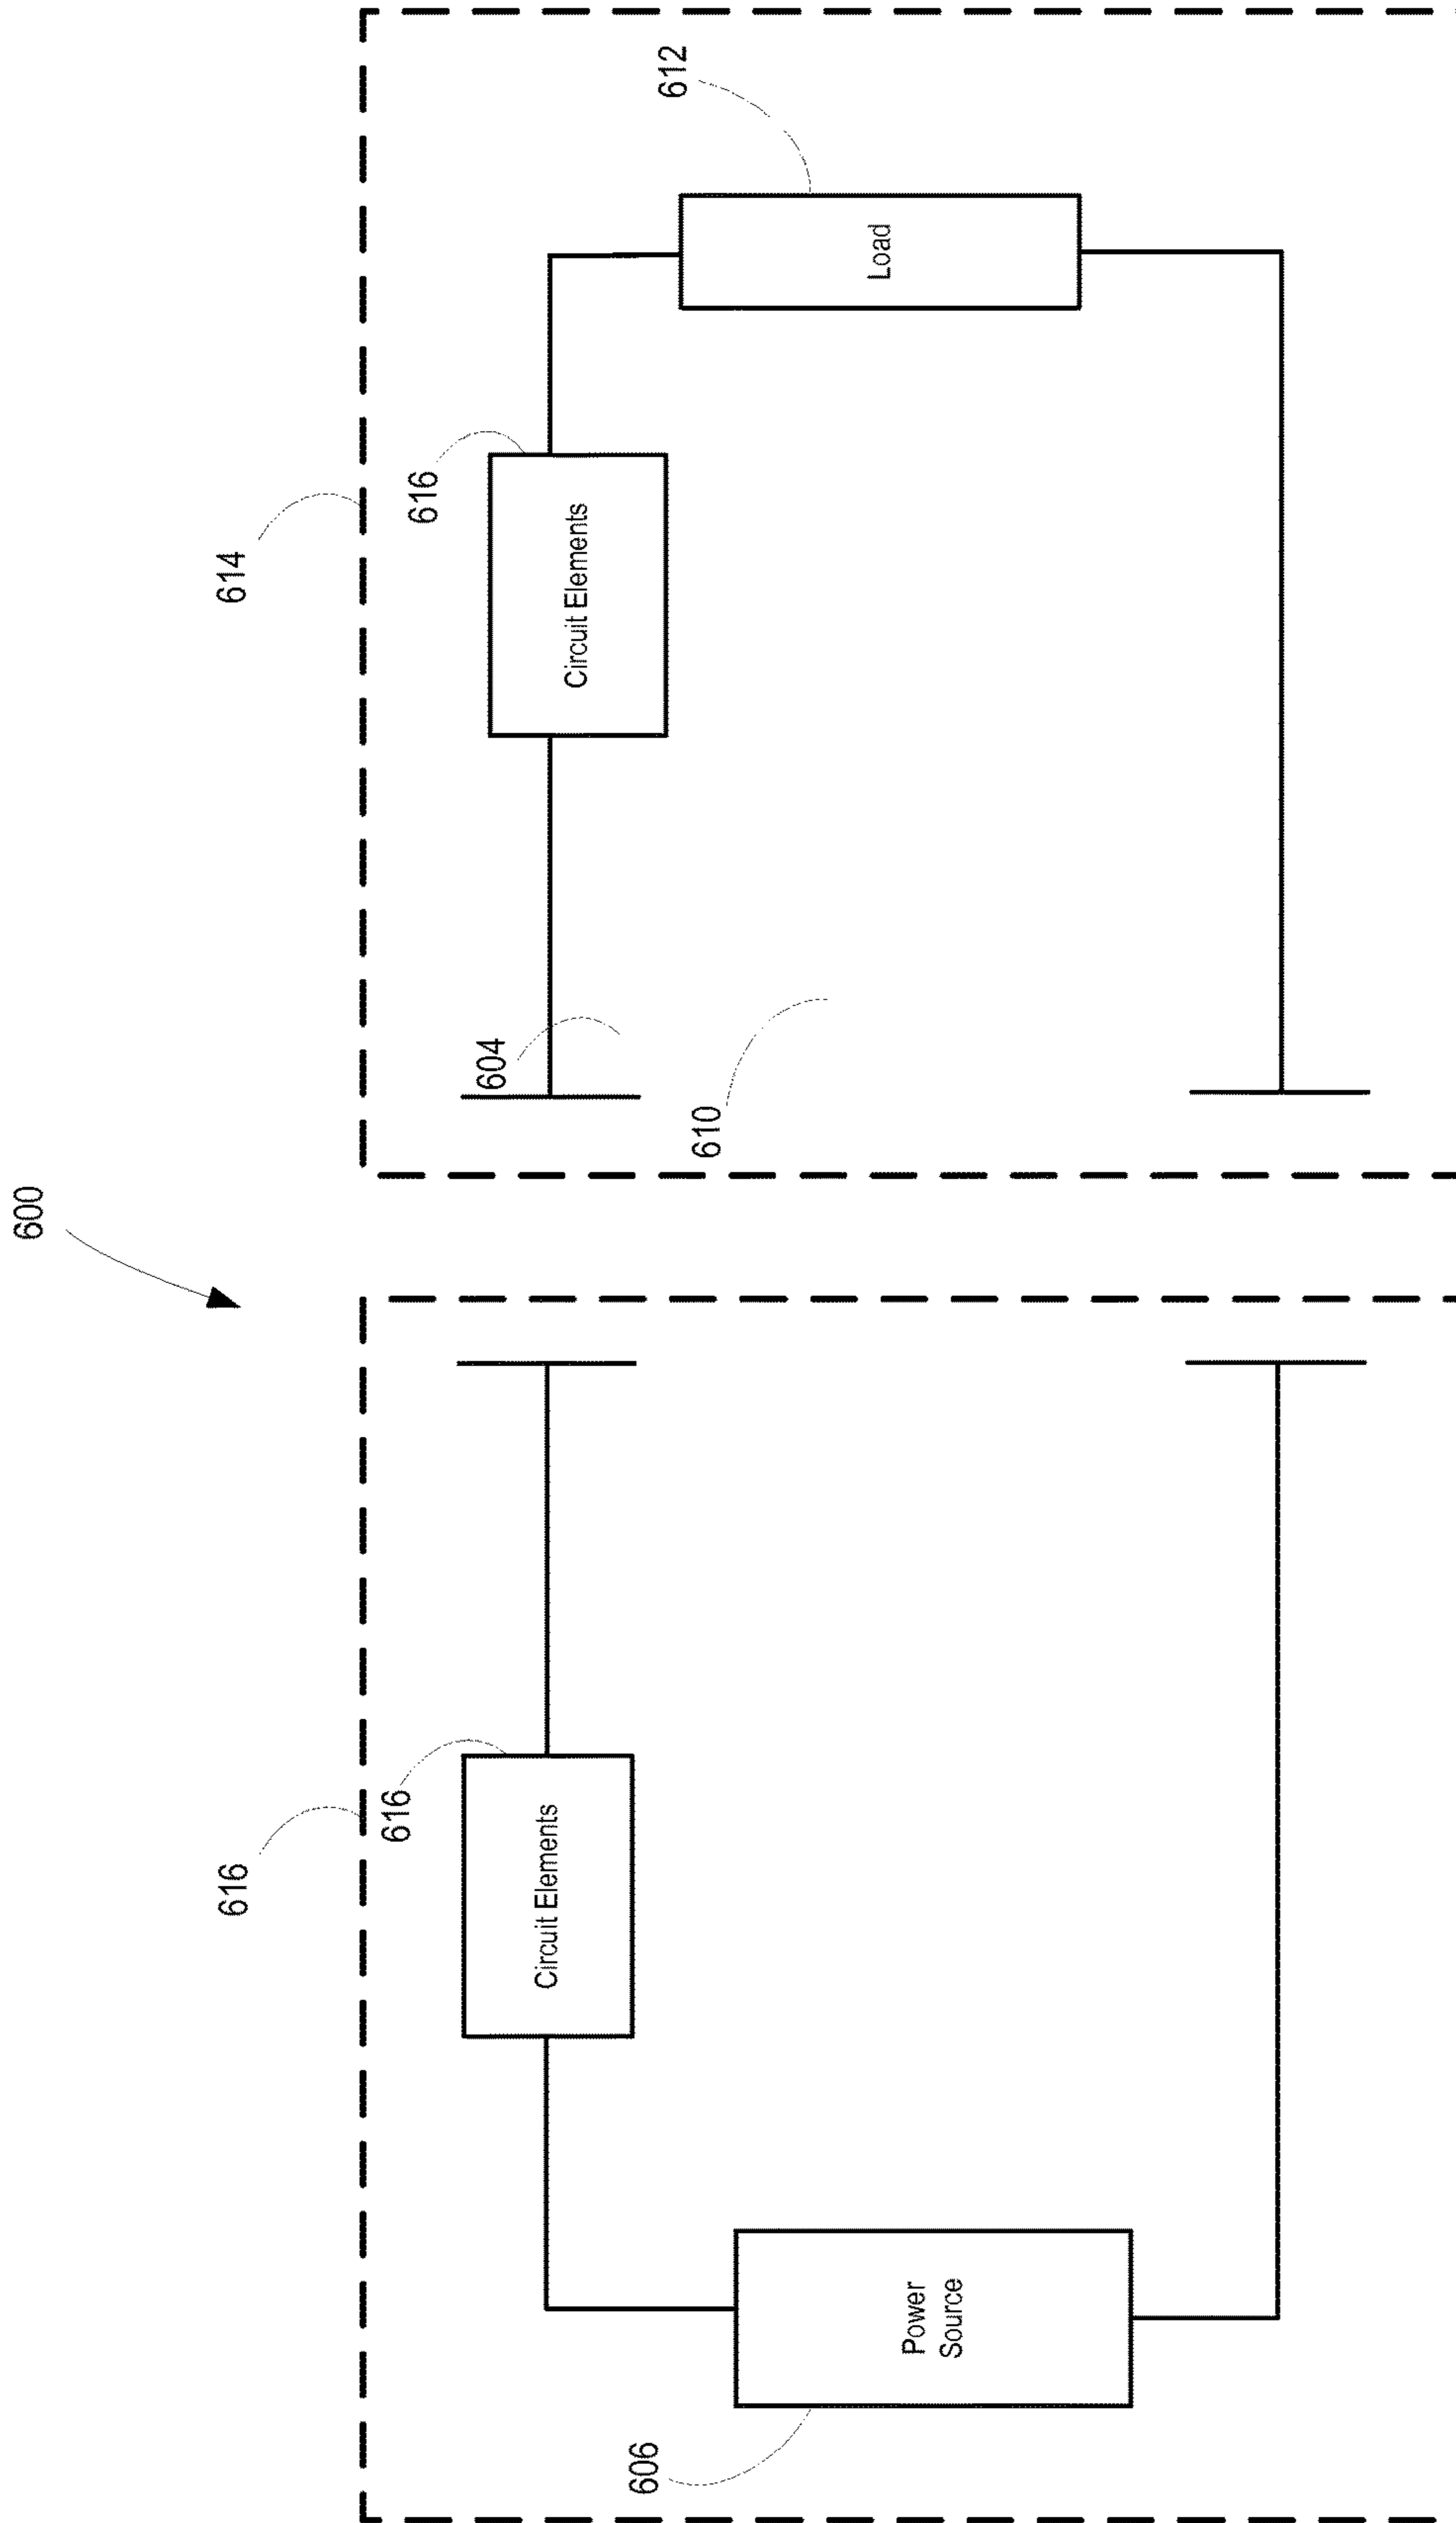 600
616
614
616
616
Circuit Elements
Circuit Elements
604
606
612
610
Power
Source
Load